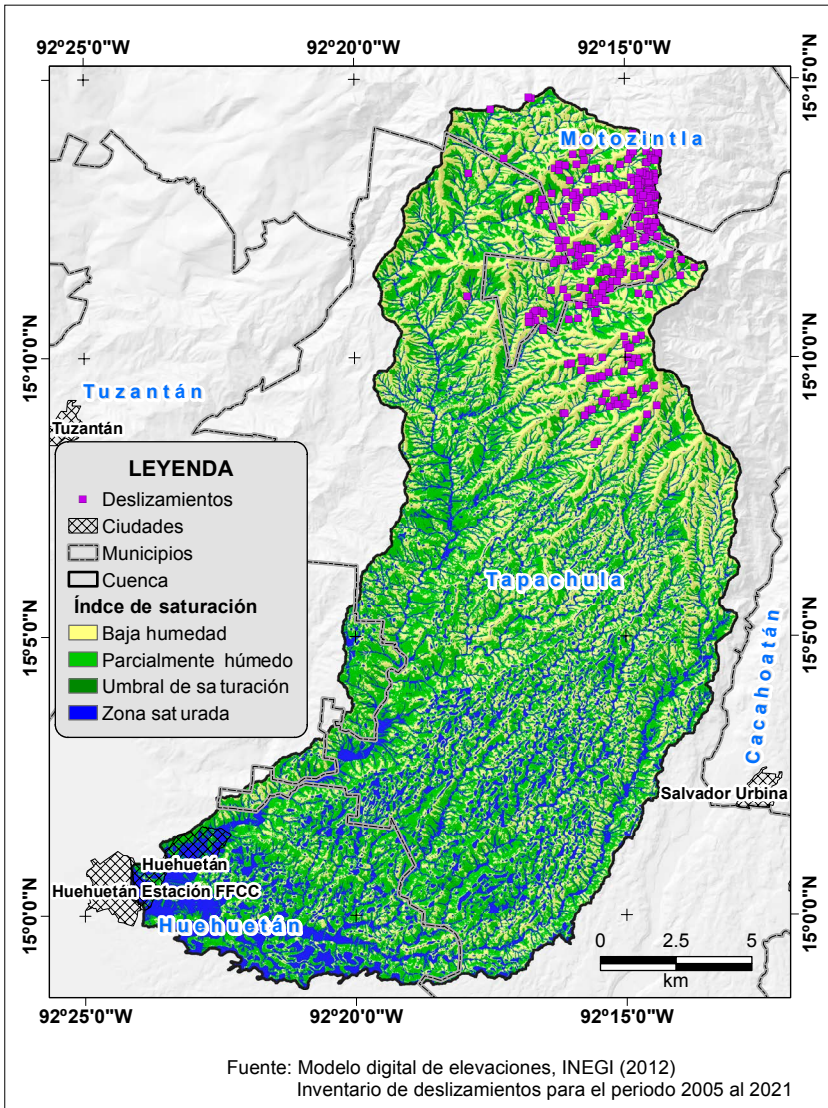 92°25'0"W 92°20'0"W 92°15'0"W
15°15'0"N
Motozintla
15°10'0"N 15°10'0"N
Tuzantán
Tuzantán
LEYENDA
Deslizamientos
Ciudades
Municipios
Cuenca
Índce de saturación
Baja humedad
Parcialmente húmedo
Umbral de saturación
Zona saturada
Tapachula
15°5'0"N 15°5'0"N
Cacahoatán
Salvador Urbina
Huehuetán
Huehuetán Estación FFCC
Huehuetán
15°0'0"N 15°0'0"N
0 2.5 5
km
92°25'0"W 92°20'0"W 92°15'0"W
Fuente: Modelo digital de elevaciones, INEGI (2012)
Inventario de deslizamientos para el periodo 2005 al 2021